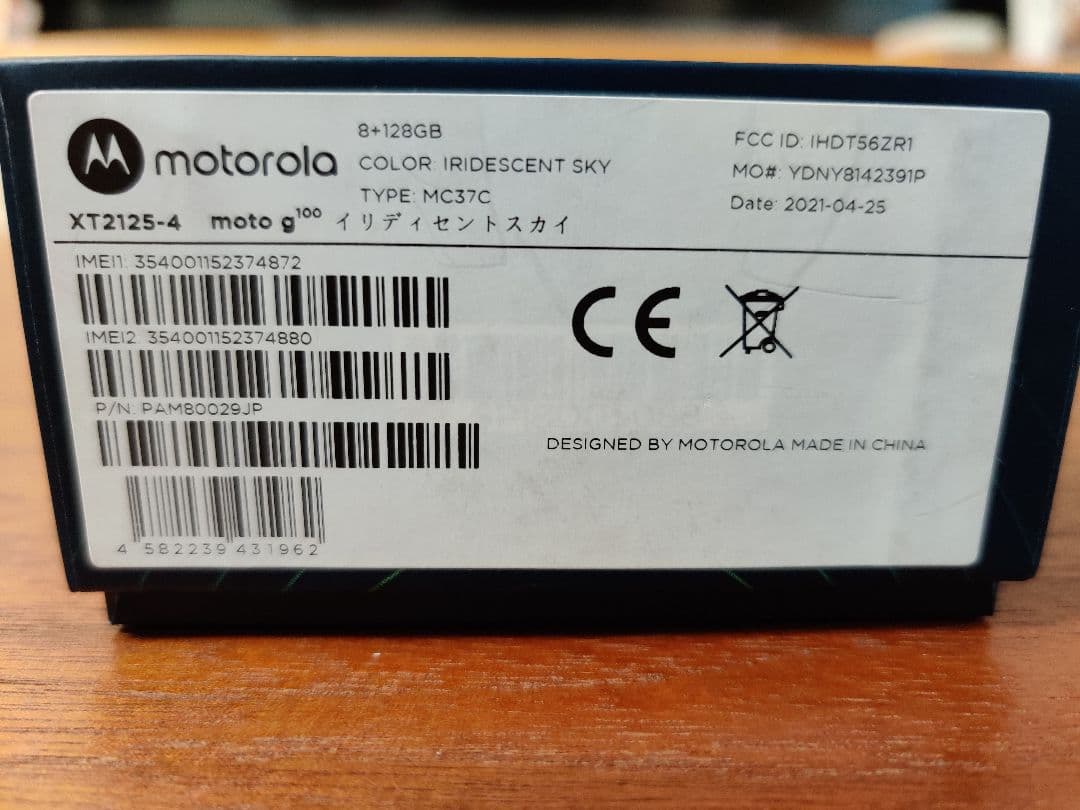 motorola
8+128GB
COLOR: IRIDESCENT SKY
TYPE: MC37C
XT2125-4 moto g100 イリディセントスカイ
FCC ID: IHDT56ZR1
MO#: YDNY8142391P
Date: 2021-04-25
IMEI1: 354001152374872
IMEI2: 354001152374880
P/N: PAM80029JP
4 582239 431962
CE
DESIGNED BY MOTOROLA MADE IN CHINA